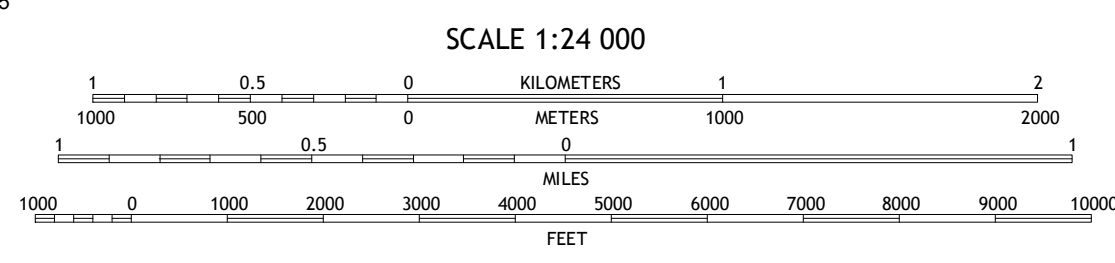 5
SCALE 1:24 000
1 0.5 0 KILOMETERS 1 2
1000 500 0 METERS 1000 2000
1 0.5 0 1
MILES
1000 0 1000 2000 3000 4000 5000 6000 7000 8000 9000 10000
FEET